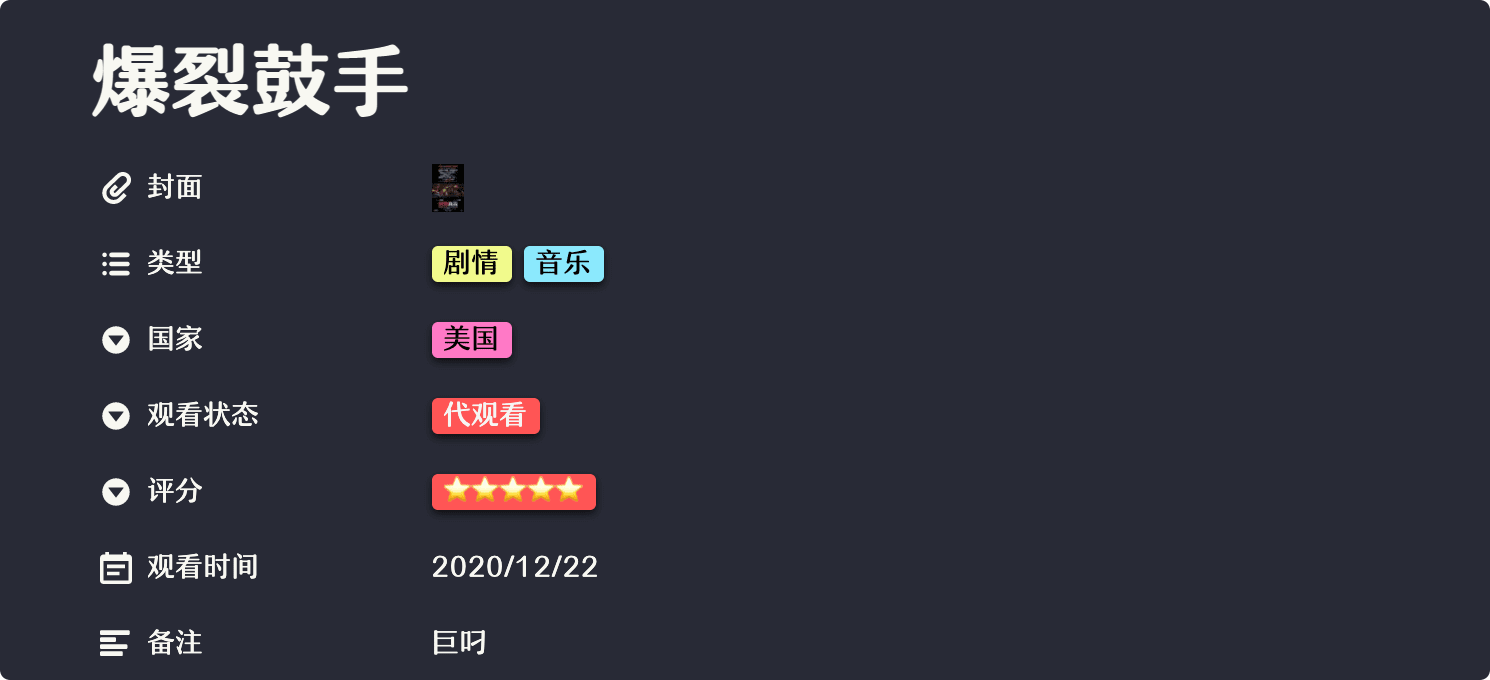 爆裂鼓手
封面
类型 剧情 音乐
国家 美国
观看状态 代观看
评分 ⭐⭐⭐⭐⭐
观看时间 2020/12/22
备注 巨叼